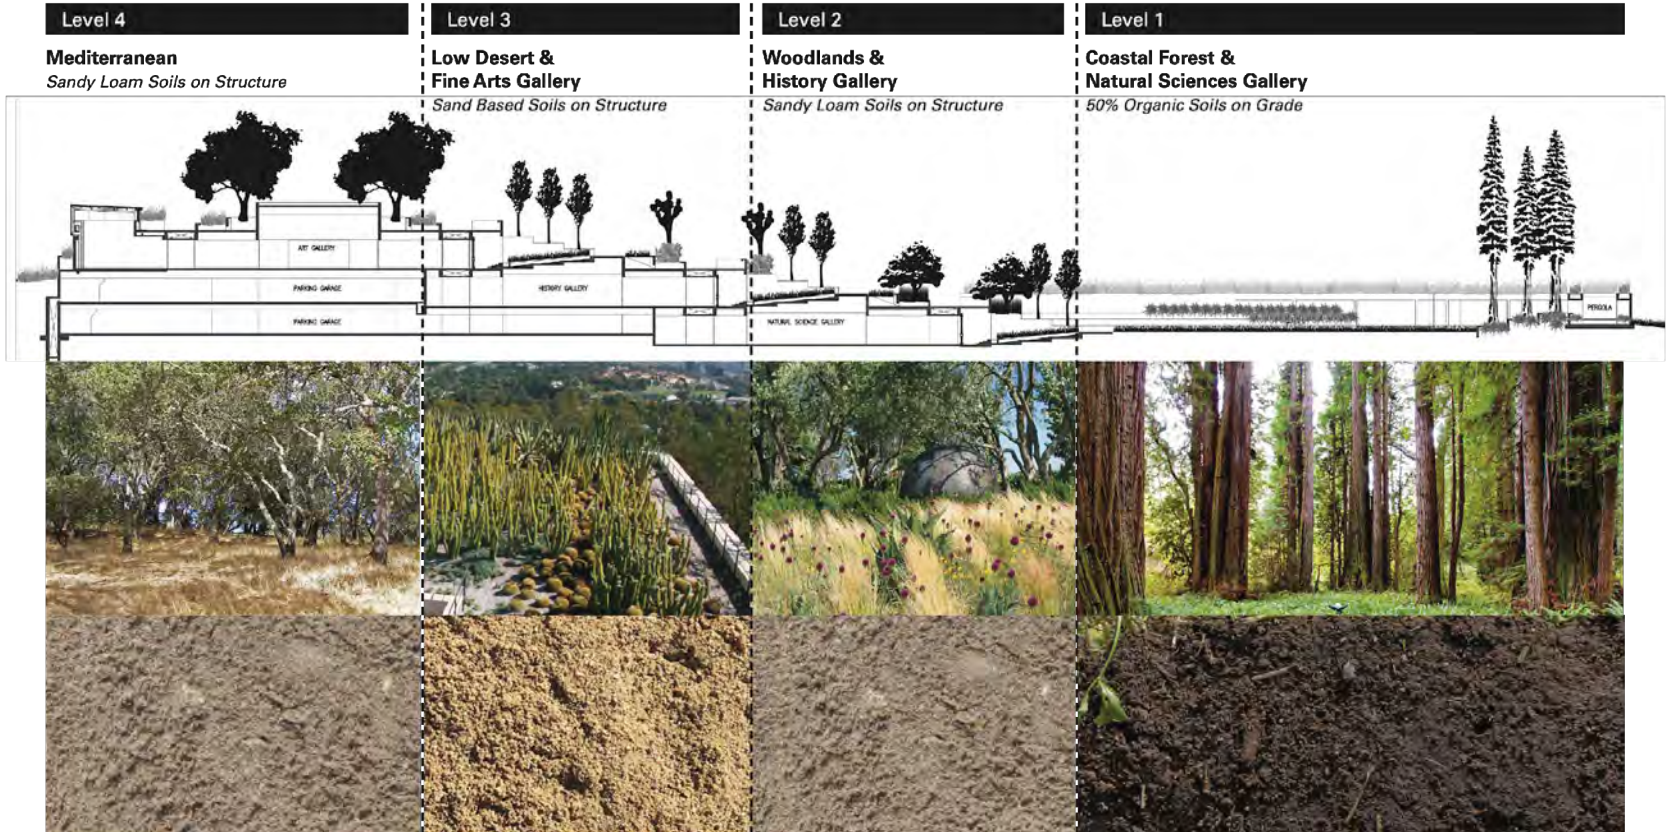 Level 4
Mediterranean
Sandy Loam Soils on Structure
Level 3
Low Desert &
Fine Arts Gallery
Sand Based Soils on Structure
Level 2
Woodlands &
History Gallery
Sandy Loam Soils on Structure
Level 1
Coastal Forest &
Natural Sciences Gallery
50% Organic Soils on Grade
ART GALLERY
PARKING GARAGE
HISTORY GALLERY
PARKING GARAGE
NATURAL SCIENCE GALLERY
PERGOLA